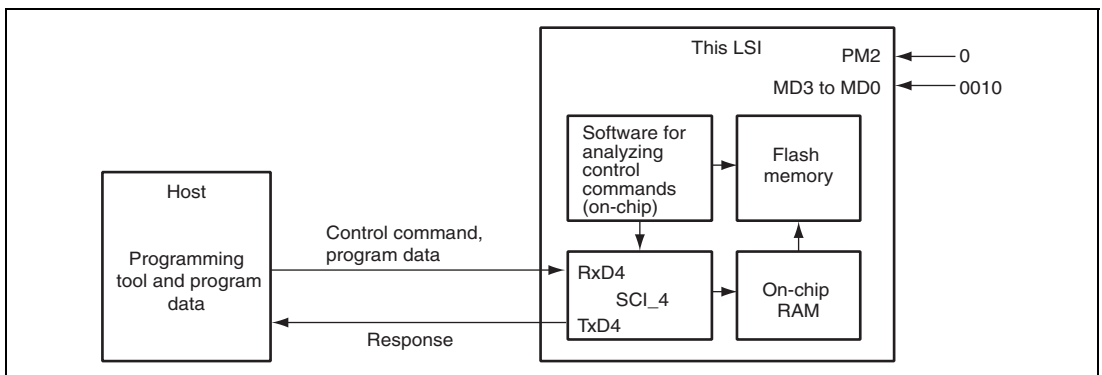 This LSI
PM2
0
MD3 to MD0
0010
Software for
analyzing
control
commands
(on-chip)
Flash
memory
Host
Programming
tool and program
data
Control command,
program data
RxD4
SCI_4
TxD4
On-chip
RAM
Response